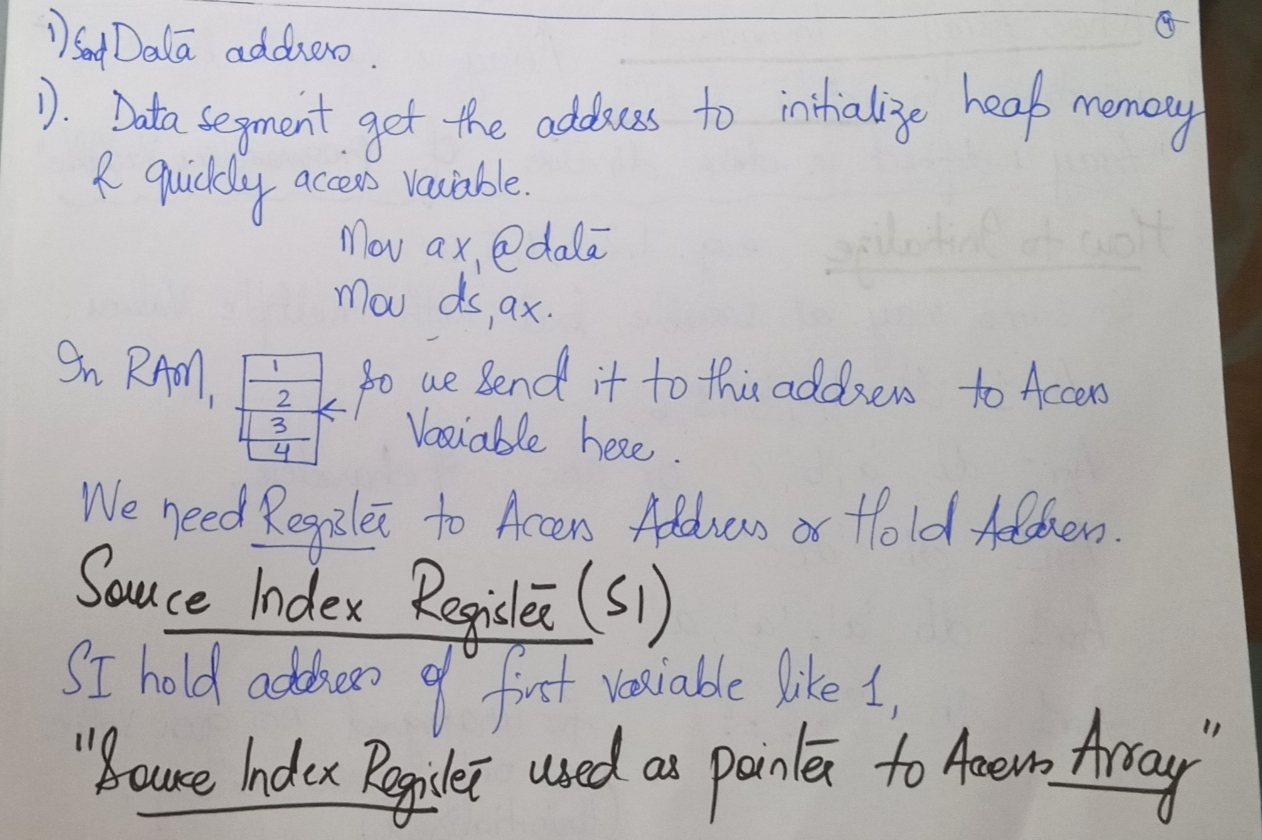 4
1) Send Data address.
1). Data segment get the address to initialize heap memory
& quickly access variable.
Mov ax, @data
Mov ds, ax.
In RAM, 1 2 3 4 so we send it to this address to Access
Variable here.
We need Register to Access Address or Hold Address.
Source Index Register (SI)
SI hold address of first variable like 1,
"Source Index Register used as pointer to Access Array"